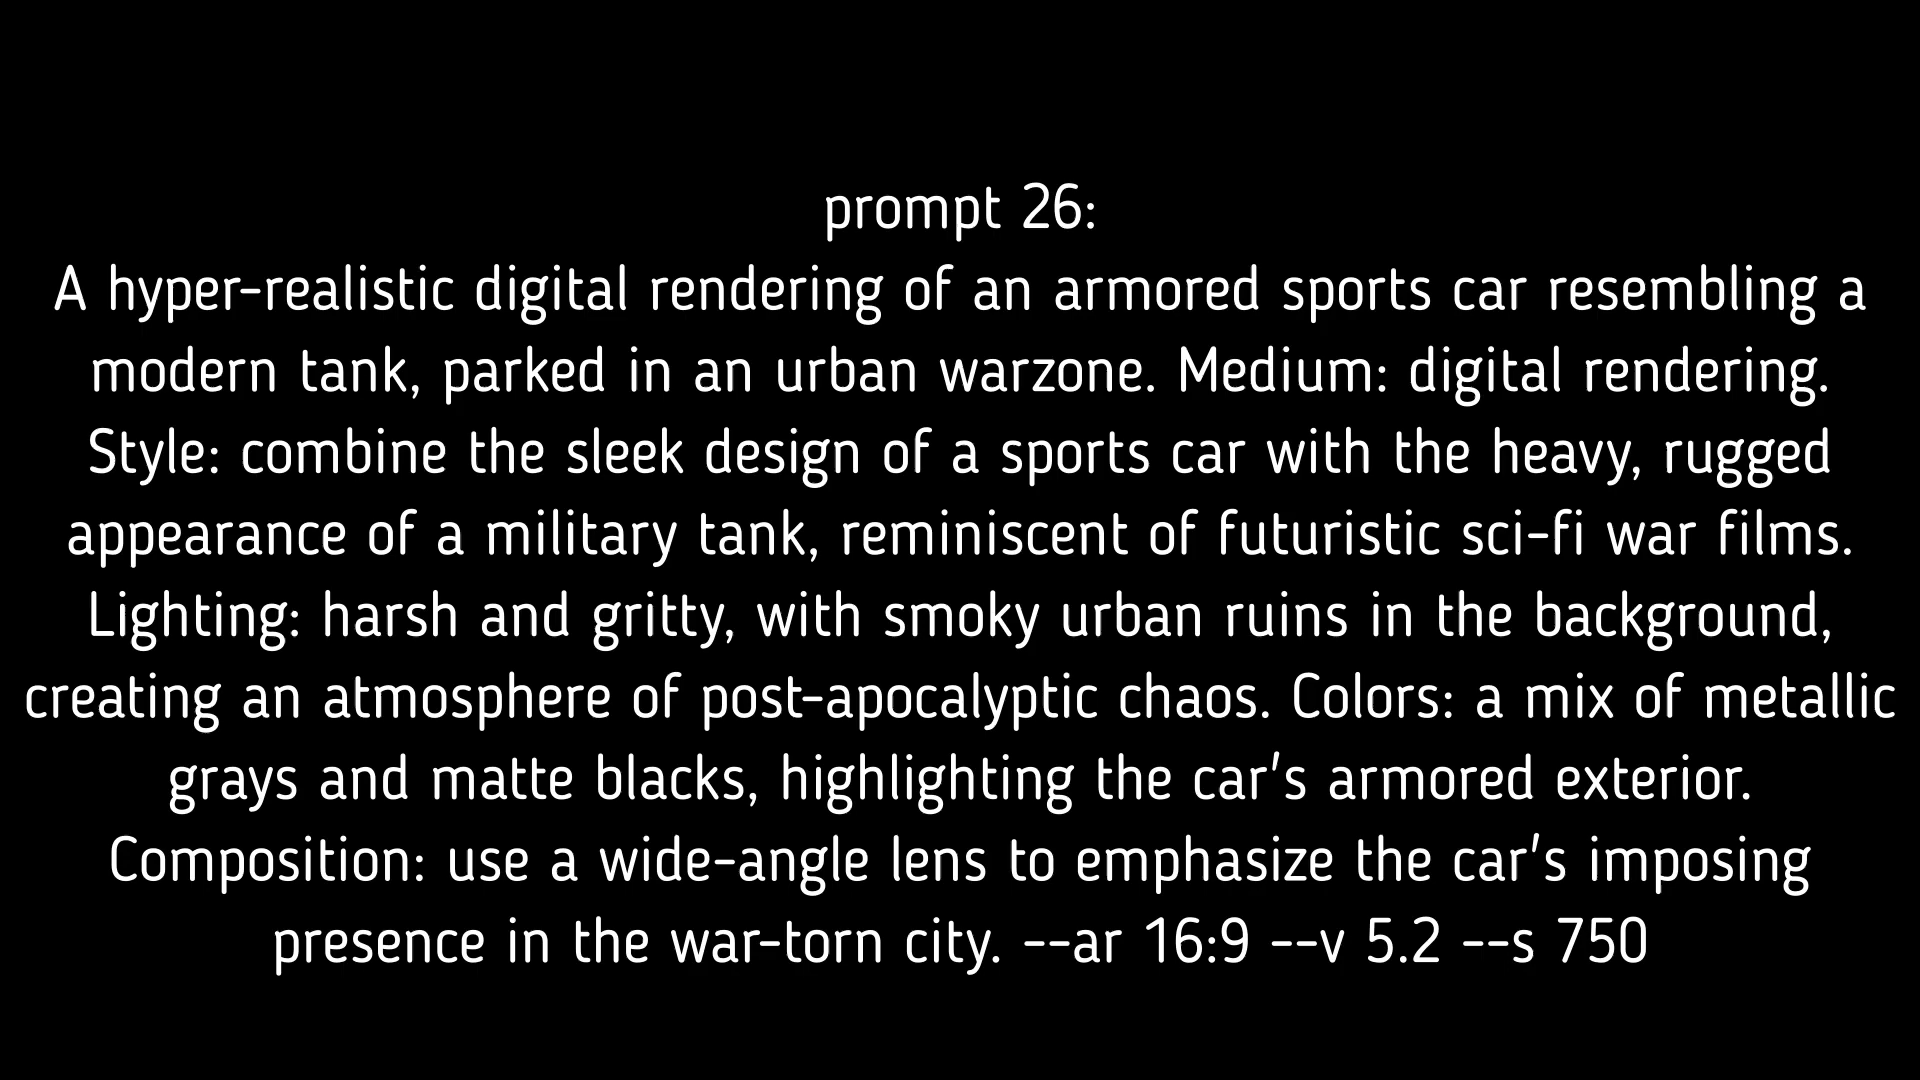 prompt 26:
A hyper-realistic digital rendering of an armored sports car resembling a
modern tank, parked in an urban warzone. Medium: digital rendering.
Style: combine the sleek design of a sports car with the heavy, rugged
appearance of a military tank, reminiscent of futuristic sci-fi war films.
Lighting: harsh and gritty, with smoky urban ruins in the background,
creating an atmosphere of post-apocalyptic chaos. Colors: a mix of metallic
grays and matte blacks, highlighting the car's armored exterior.
Composition: use a wide-angle lens to emphasize the car's imposing
presence in the war-torn city. --ar 16:9 --v 5.2 --s 750